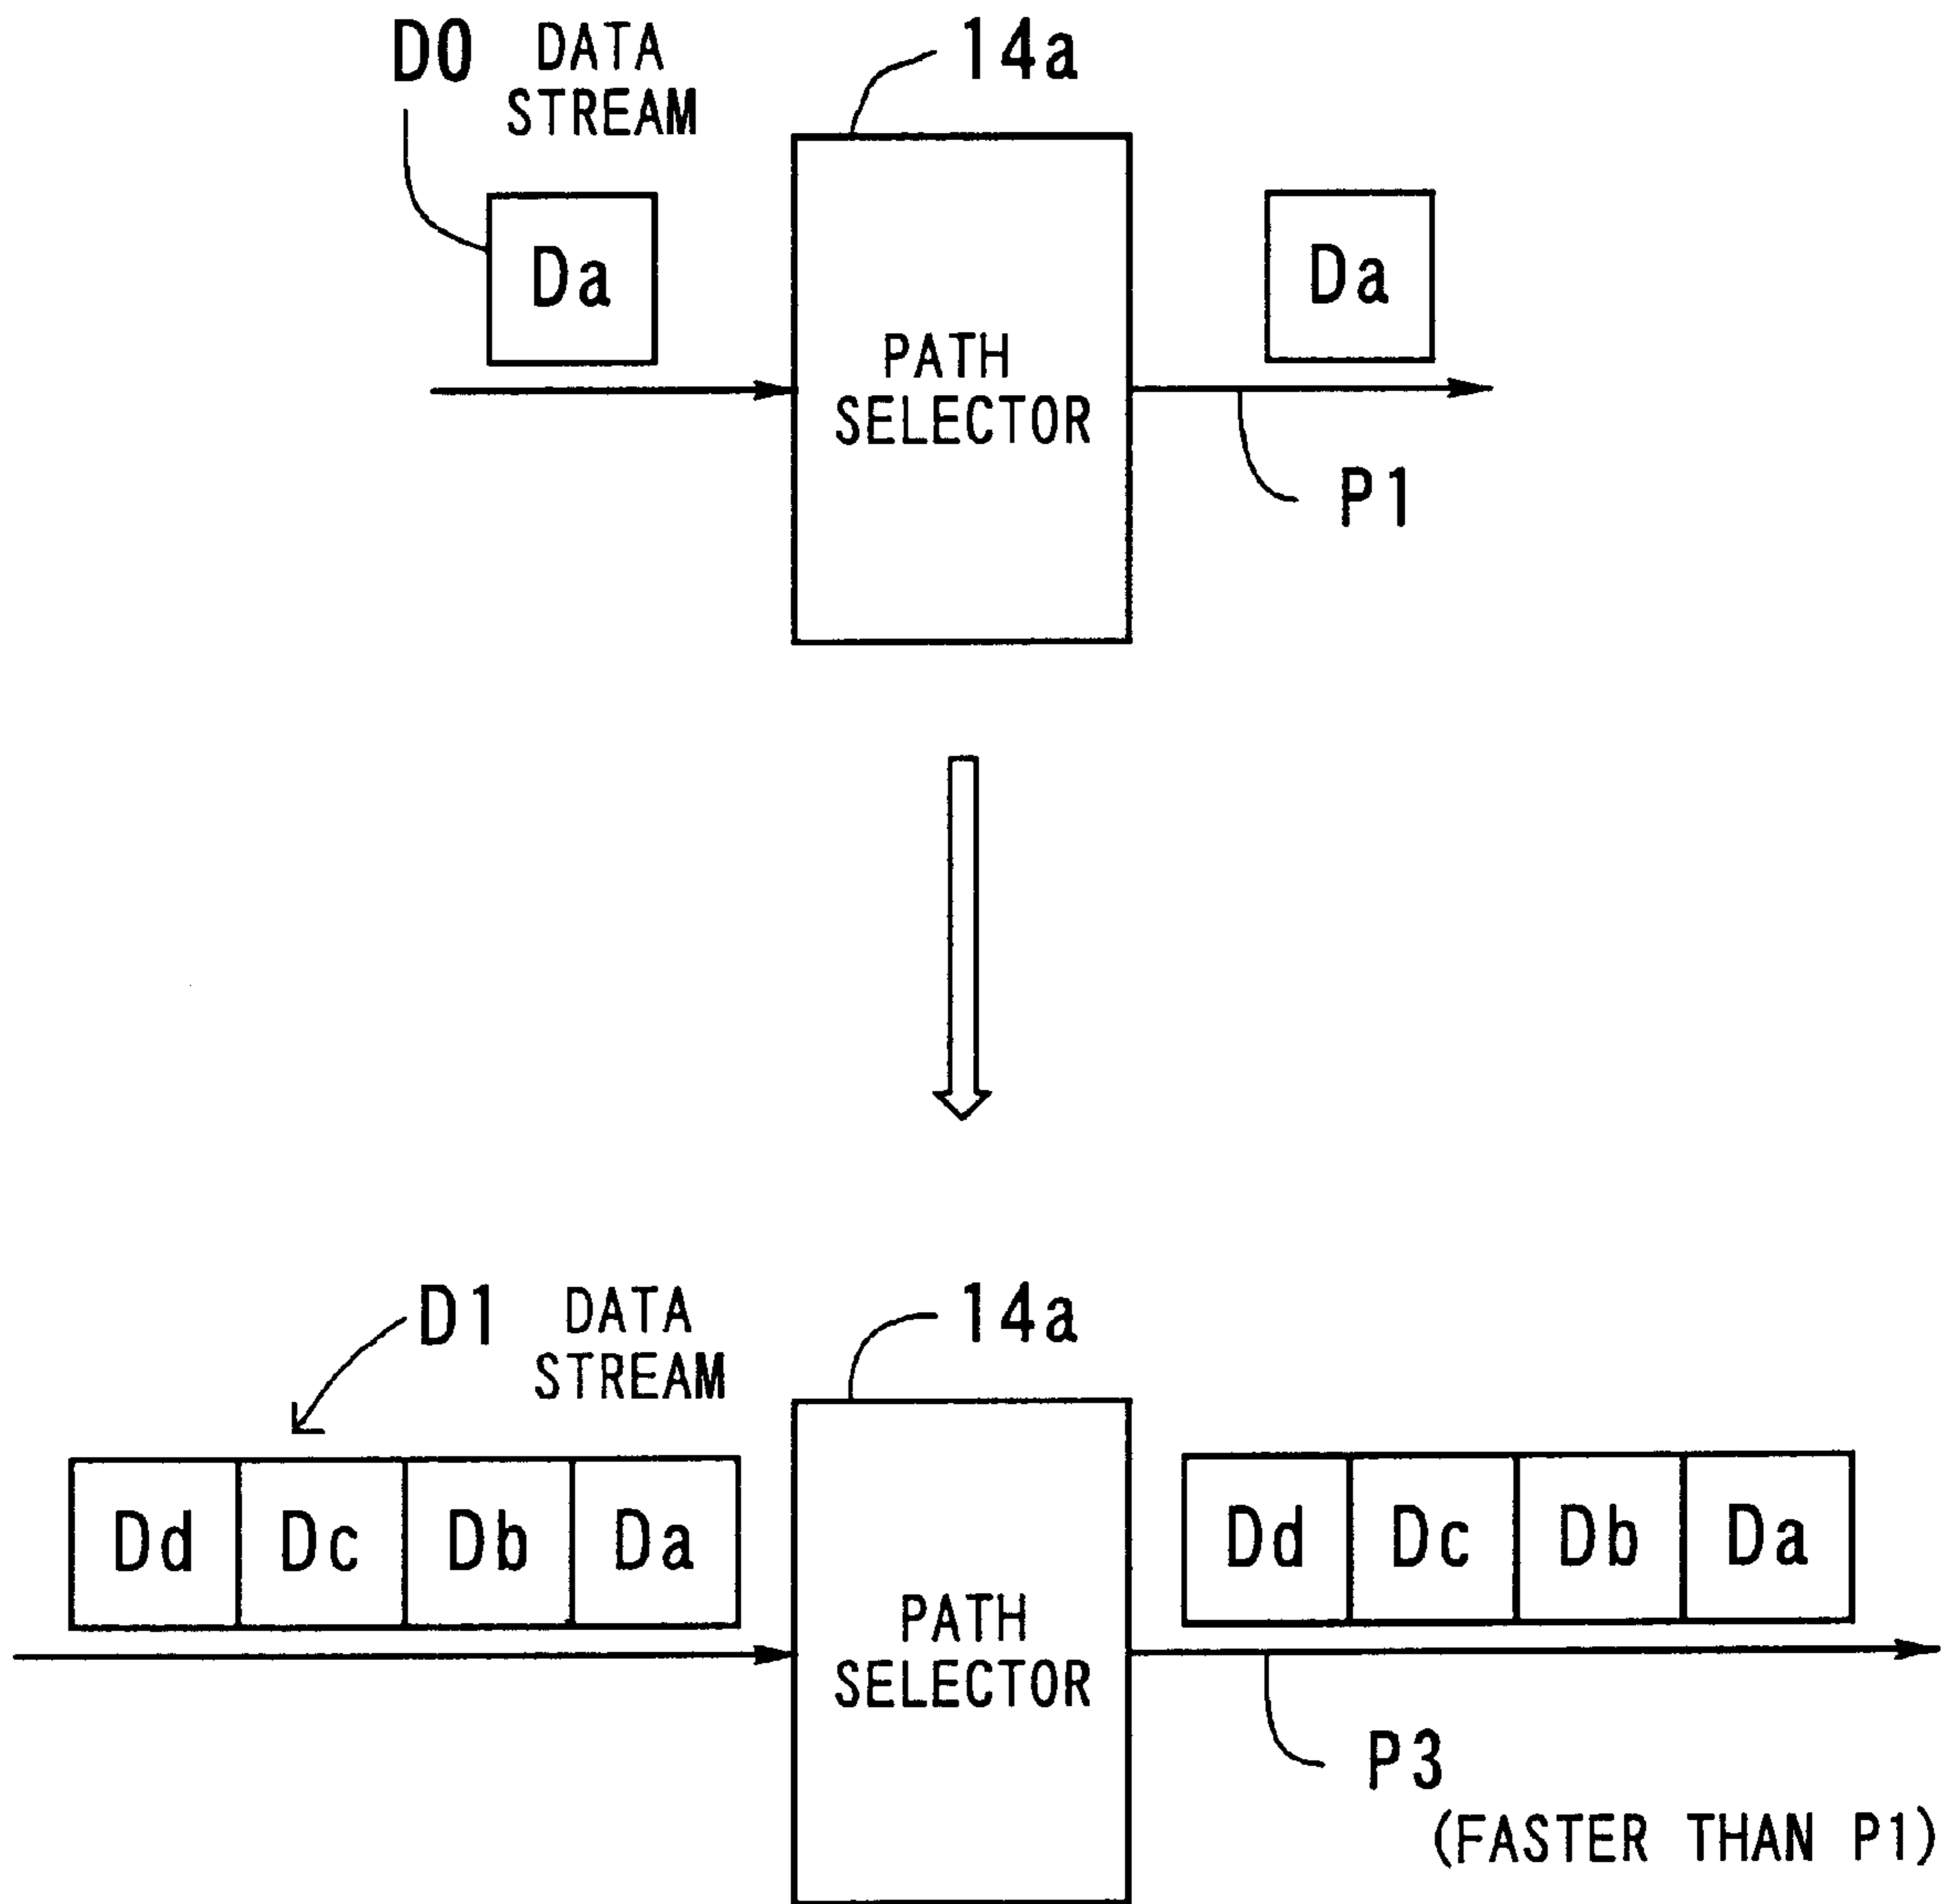 D0 DATA STREAM
14a
Da
Da
PATH
SELECTOR
P1
D1 DATA STREAM
14a
Dd Dc Db Da
Dd Dc Db Da
PATH
SELECTOR
P3
(FASTER THAN P1)